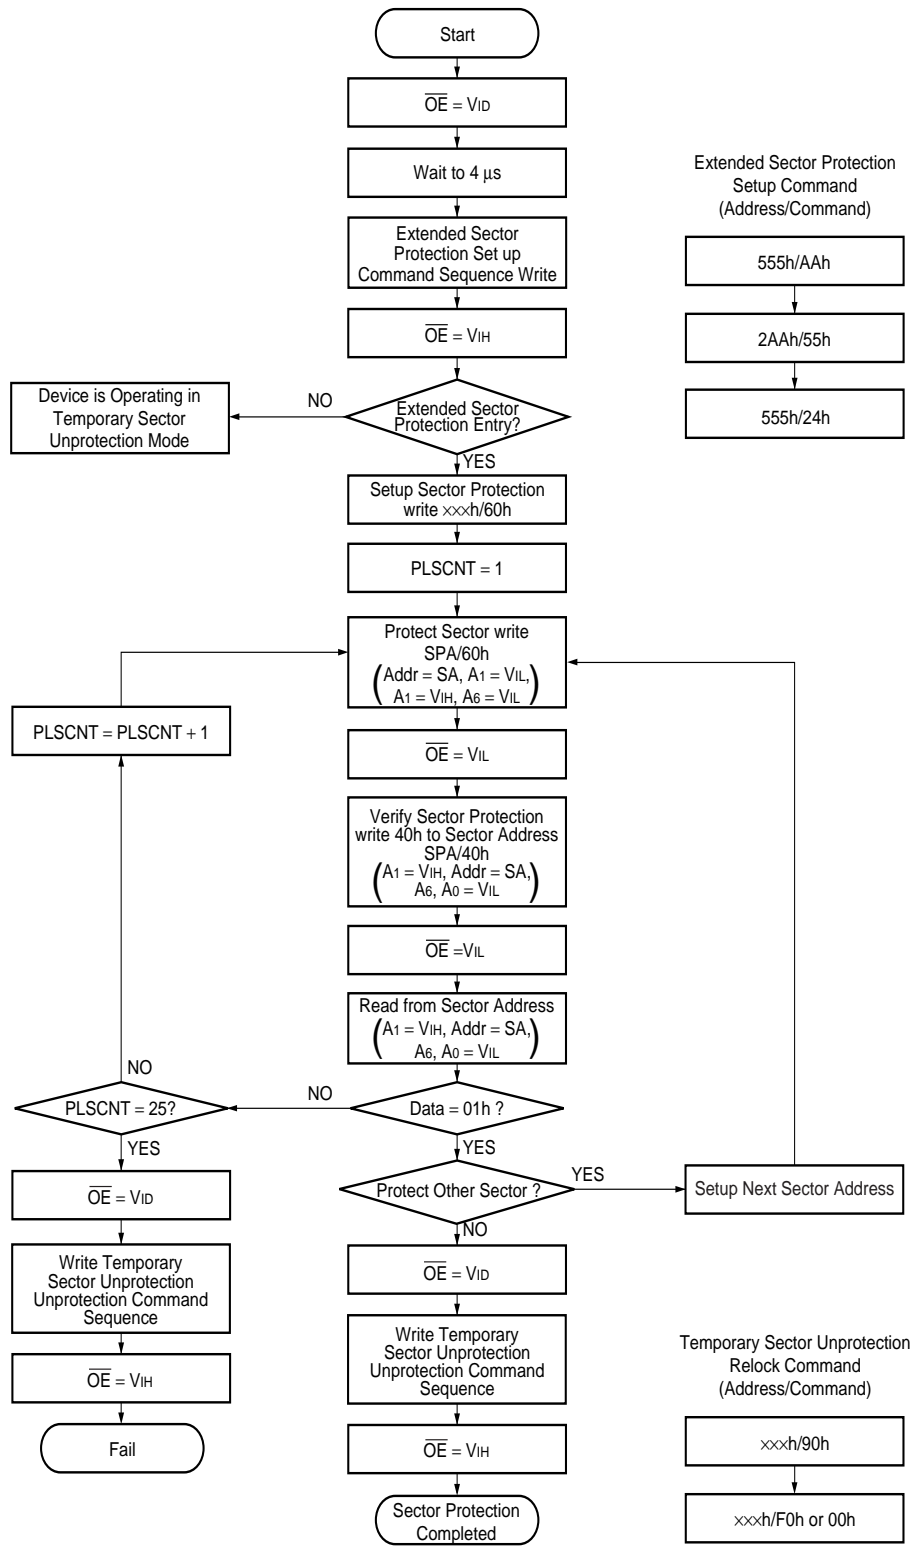 Start
OE = VID
Wait to 4 µs
Extended Sector
Protection Set up
Command Sequence Write
OE = VIH
Extended Sector
Protection Entry?
NO
Device is Operating in
Temporary Sector
Unprotection Mode
YES
Setup Sector Protection
write ×××h/60h
PLSCNT = 1
Protect Sector write
SPA/60h
(Addr = SA, A1 = VIL,
A1 = VIH, A6 = VIL)
PLSCNT = PLSCNT + 1
OE = VIL
Verify Sector Protection
write 40h to Sector Address
SPA/40h
(A1 = VIH, Addr = SA,
A6, A0 = VIL)
OE =VIL
Read from Sector Address
(A1 = VIH, Addr = SA,
A6, A0 = VIL)
Data = 01h ?
NO
PLSCNT = 25?
NO
YES
OE = VID
Write Temporary
Sector Unprotection
Unprotection Command
Sequence
OE = VIH
Fail
YES
Protect Other Sector ?
YES
Setup Next Sector Address
NO
OE = VID
Write Temporary
Sector Unprotection
Unprotection Command
Sequence
OE = VIH
Sector Protection
Completed
Extended Sector Protection
Setup Command
(Address/Command)
555h/AAh
2AAh/55h
555h/24h
Temporary Sector Unprotection
Relock Command
(Address/Command)
×××h/90h
×××h/F0h or 00h